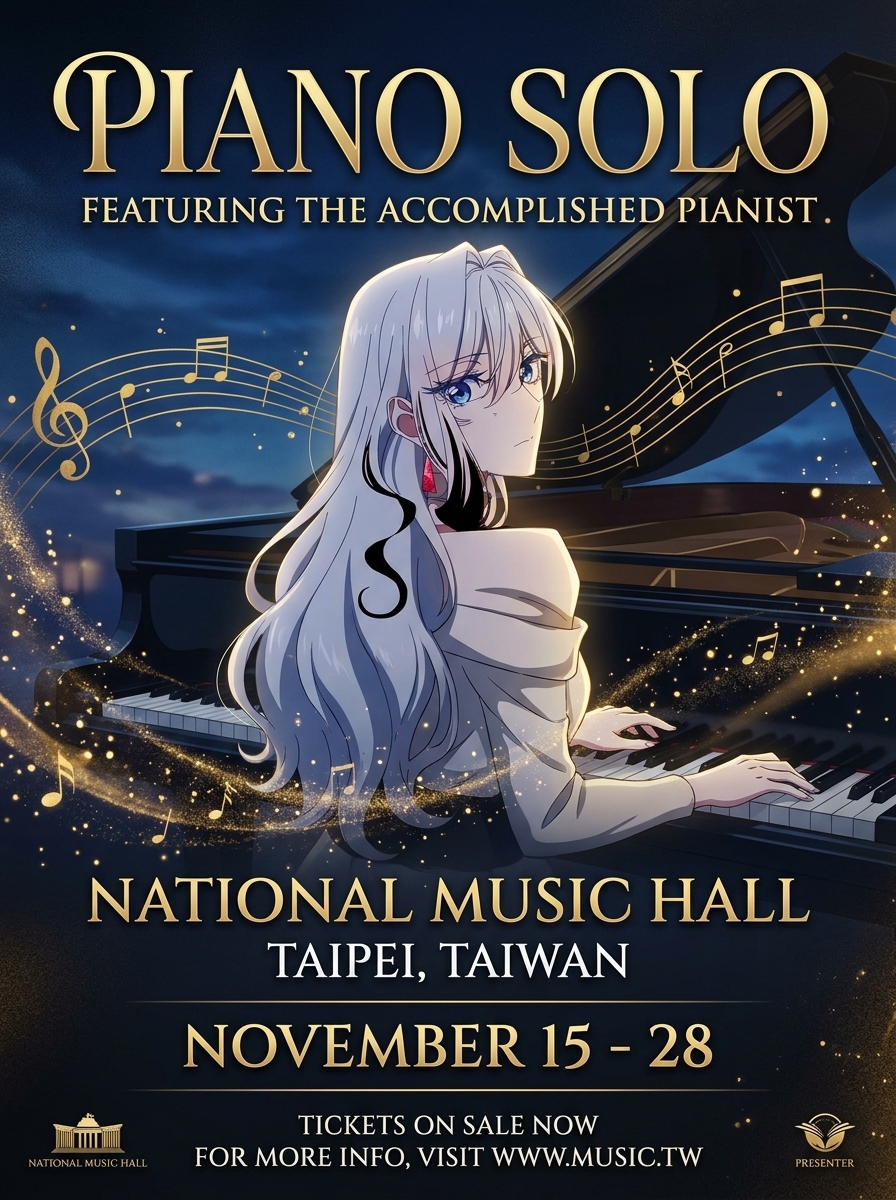 PIANO SOLO
FEATURING THE ACCOMPLISHED PIANIST.
NATIONAL MUSIC HALL
TAIPEI, TAIWAN
NOVEMBER 15 - 28
TICKETS ON SALE NOW
FOR MORE INFO, VISIT WWW.MUSIC.TW
NATIONAL MUSIC HALL
PRESENTER